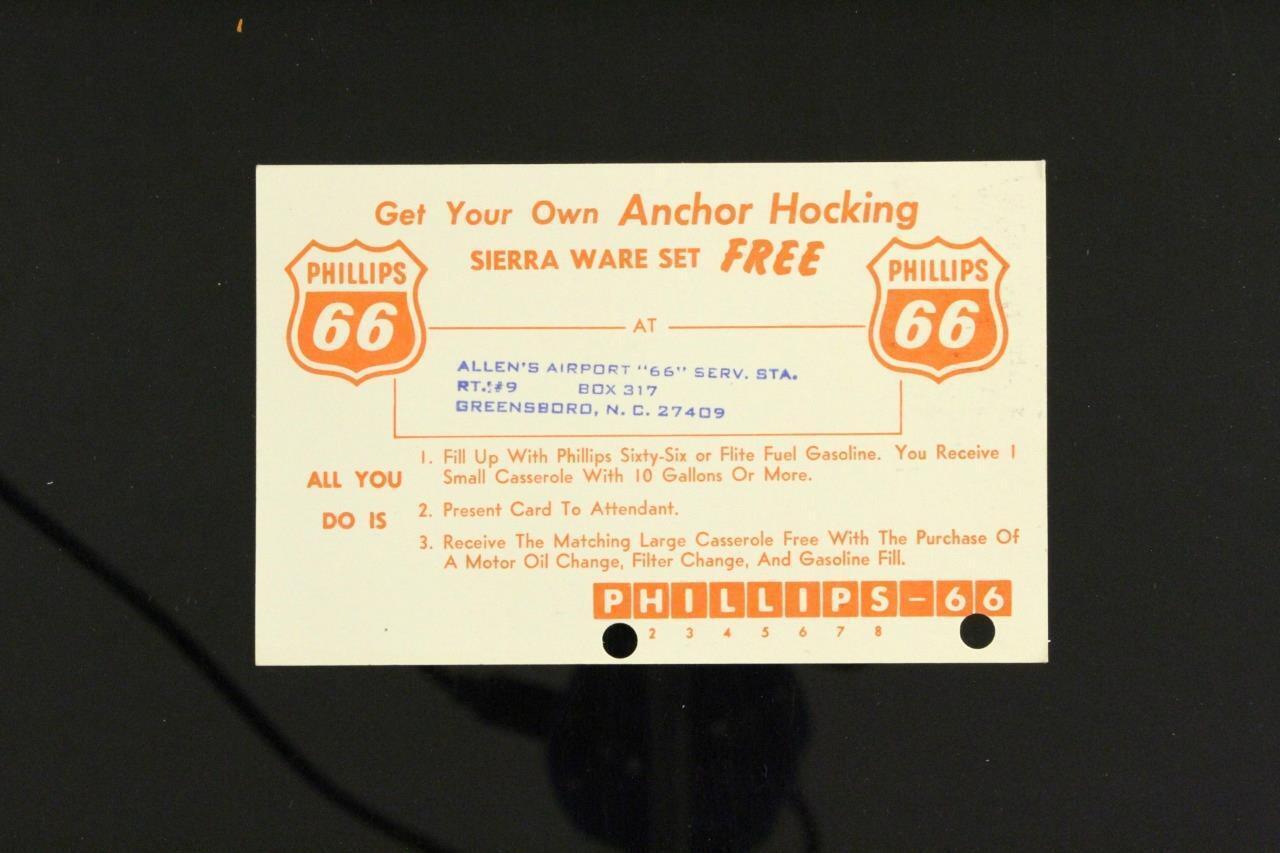 Get Your Own Anchor Hocking
SIERRA WARE SET FREE
PHILLIPS
66
PHILLIPS
66
AT
ALLEN'S AIRPORT "66" SERV. STA.
RT. #9 BOX 317
GREENSBORO, N. C. 27409
ALL YOU
DO IS
1. Fill Up With Phillips Sixty-Six or Flite Fuel Gasoline. You Receive 1
Small Casserole With 10 Gallons Or More.
2. Present Card To Attendant.
3. Receive The Matching Large Casserole Free With The Purchase Of
A Motor Oil Change, Filter Change, And Gasoline Fill.
PHILLIPS-66
2 3 4 5 6 7 8